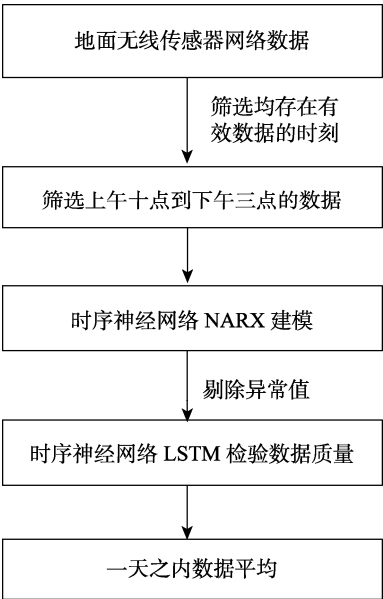 地面无线传感器网络数据
筛选均存在有
效数据的时刻
筛选上午十点到下午三点的数据
时序神经网络 NARX 建模
剔除异常值
时序神经网络 LSTM 检验数据质量
一天之内数据平均